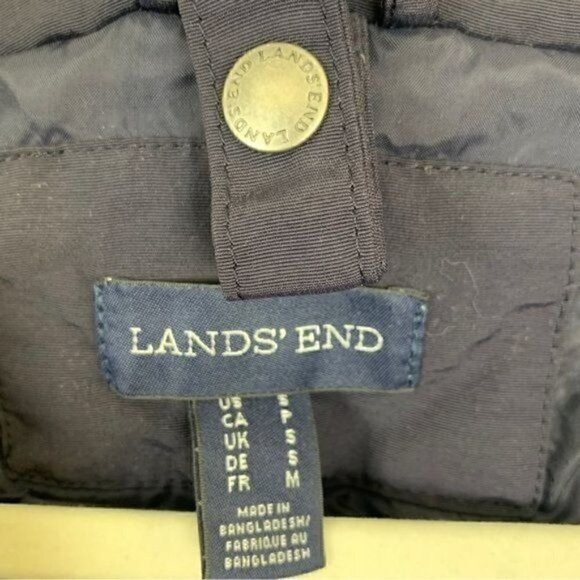 LANDS' END LANDS' END
LANDS' END
US S
CA P
UK S
DE S
FR M
MADE IN
BANGLADESH/
FABRIQUE AU
BANGLADESH